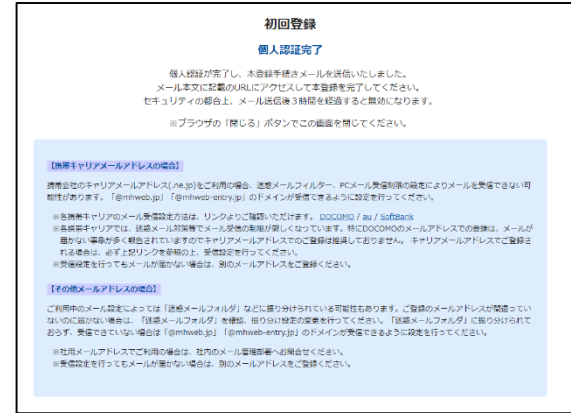 初回登録
個人認証完了
個人認証が完了し、本登録手続きメールを送信いたしました。
メール本文に記載のURLにアクセスして本登録を完了してください。
セキュリティの都合上、メール送信後3時間を経過すると無効になります。
※ブラウザの「閉じる」ボタンでこの画面を閉じてください。
【携帯キャリアメールアドレスの場合】
携帯会社のキャリアメールアドレス(.ne.jp)をご利用の場合、迷惑メールフィルター、PCメール受信制限の設定によりメールを受信できない可
能性があります。「@mhweb.jp」「@mhweb-entry.jp」のドメインが受信できるように設定を行ってください。
※各携帯キャリアのメール受信設定方法は、リンクよりご確認いただけます。 DOCOMO / au / SoftBank
※各携帯キャリアでは、迷惑メール対策等でメール受信の制限が厳しくなっています。特にDOCOMOのメールアドレスでの登録は、メールが
届かない事象が多く報告されていますのでキャリアメールアドレスでのご登録は推奨しておりません。 キャリアメールアドレスでご登録さ
れる場合は、必ず上記リンクを参照の上、受信設定を行ってください。
※受信設定を行ってもメールが届かない場合は、別のメールアドレスをご登録ください。
【その他メールアドレスの場合】
ご利用中のメール設定によっては「迷惑メールフォルダ」などに振り分けられている可能性もあります。ご登録のメールアドレスが間違ってい
ないのに届かない場合は、「迷惑メールフォルダ」を確認、振り分け設定の変更を行ってください。「迷惑メールフォルダ」に振り分けられて
おらず、受信できていない場合は「@mhweb.jp」「@mhweb-entry.jp」のドメインが受信できるように設定を行ってください。
※社用メールアドレスでご利用の場合は、社内のメール管理部署へお問合せください。
※受信設定を行ってもメールが届かない場合は、別のメールアドレスをご登録ください。